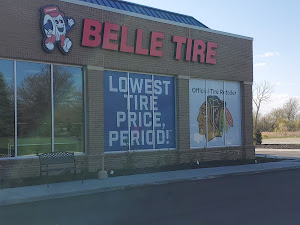 BELLE TIRE
LOWEST
TIRE
PRICE,
PERIOD!
Official Tire Retailer